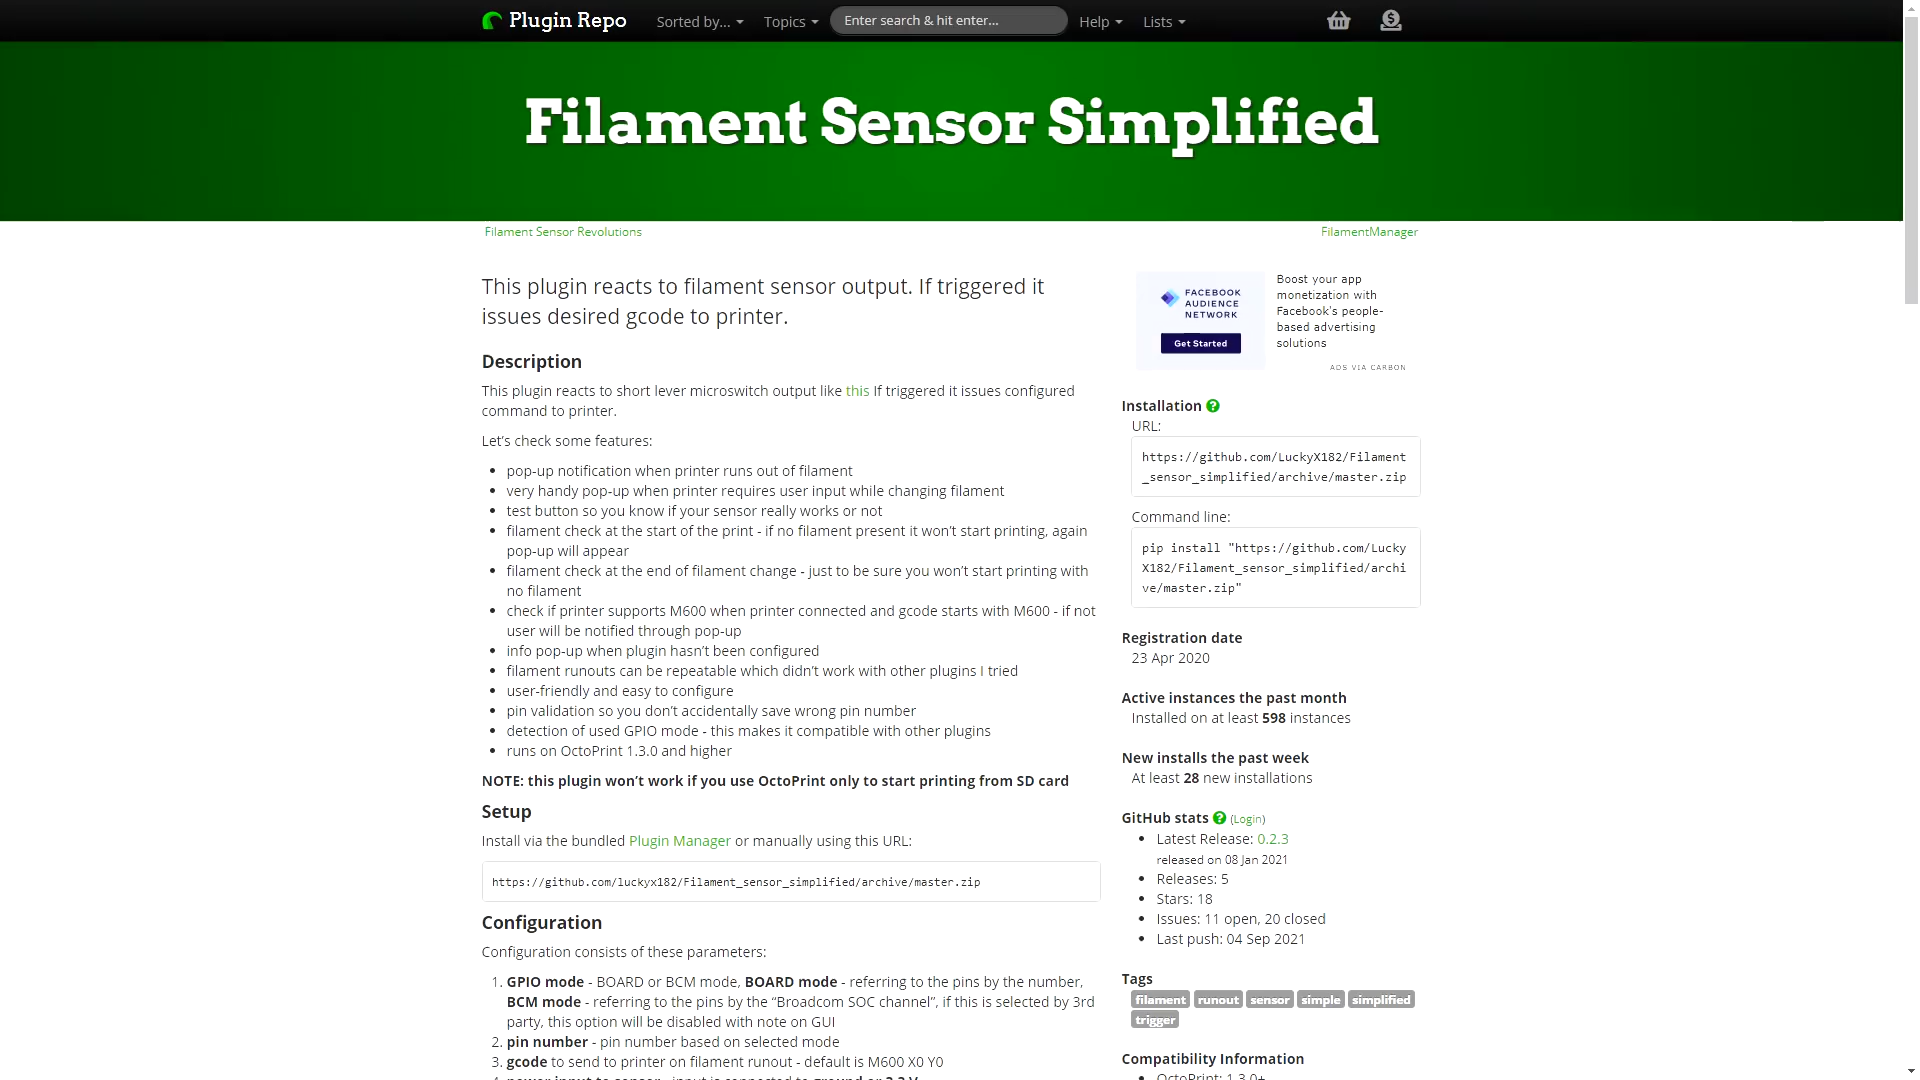 Plugin Repo
Sorted by...
Topics
Enter search & hit enter...
Help
Lists
Filament Sensor Simplified
Filament Sensor Revolutions
FilamentManager
This plugin reacts to filament sensor output. If triggered it
issues desired gcode to printer.
Description
This plugin reacts to short lever microswitch output like this If triggered it issues configured
command to printer.
Let’s check some features:
• pop-up notification when printer runs out of filament
• very handy pop-up when printer requires user input while changing filament
• test button so you know if your sensor really works or not
• filament check at the start of the print - if no filament present it won’t start printing, again
pop-up will appear
• filament check at the end of filament change - just to be sure you won’t start printing with
no filament
• check if printer supports M600 when printer connected and gcode starts with M600 - if not
user will be notified through pop-up
• info pop-up when plugin hasn’t been configured
• filament runouts can be repeatable which didn’t work with other plugins I tried
• user-friendly and easy to configure
• pin validation so you don’t accidentally save wrong pin number
• detection of used GPIO mode - this makes it compatible with other plugins
• runs on OctoPrint 1.3.0 and higher
NOTE: this plugin won’t work if you use OctoPrint only to start printing from SD card
Setup
Install via the bundled Plugin Manager or manually using this URL:
https://github.com/luckyx182/Filament_sensor_simplified/archive/master.zip
Configuration
Configuration consists of these parameters:
1. GPIO mode - BOARD or BCM mode, BOARD mode - referring to the pins by the number,
BCM mode - referring to the pins by the “Broadcom SOC channel”, if this is selected by 3rd
party, this option will be disabled with note on GUI
2. pin number - pin number based on selected mode
3. gcode to send to printer on filament runout - default is M600 X0 Y0
4. power input to sensor - input is connected to ground or 3.3 V
FACEBOOK
AUDIENCE
NETWORK
Get Started
Boost your app
monetization with
Facebook's people-
based advertising
solutions
ADS VIA CARBON
Installation ?
URL:
https://github.com/LuckyX182/Filament
_sensor_simplified/archive/master.zip
Command line:
pip install "https://github.com/Lucky
X182/Filament_sensor_simplified/archi
ve/master.zip"
Registration date
23 Apr 2020
Active instances the past month
Installed on at least 598 instances
New installs the past week
At least 28 new installations
GitHub stats ? (Login)
• Latest Release: 0.2.3
released on 08 Jan 2021
• Releases: 5
• Stars: 18
• Issues: 11 open, 20 closed
• Last push: 04 Sep 2021
Tags
filament runout sensor simple simplified
trigger
Compatibility Information
• OctoPrint: 1.3.0+